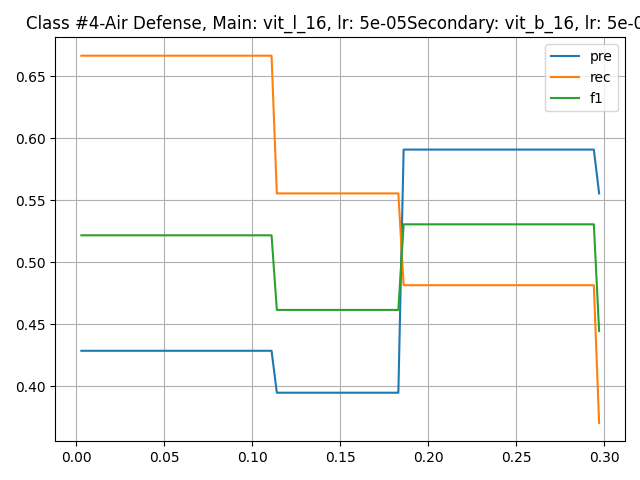 Class #4-Air Defense, Main: vit_l_16, lr: 5e-05Secondary: vit_b_16, lr: 5e-0
pre
rec
f1
0.65
0.60
0.55
0.50
0.45
0.40
0.00 0.05 0.10 0.15 0.20 0.25 0.30